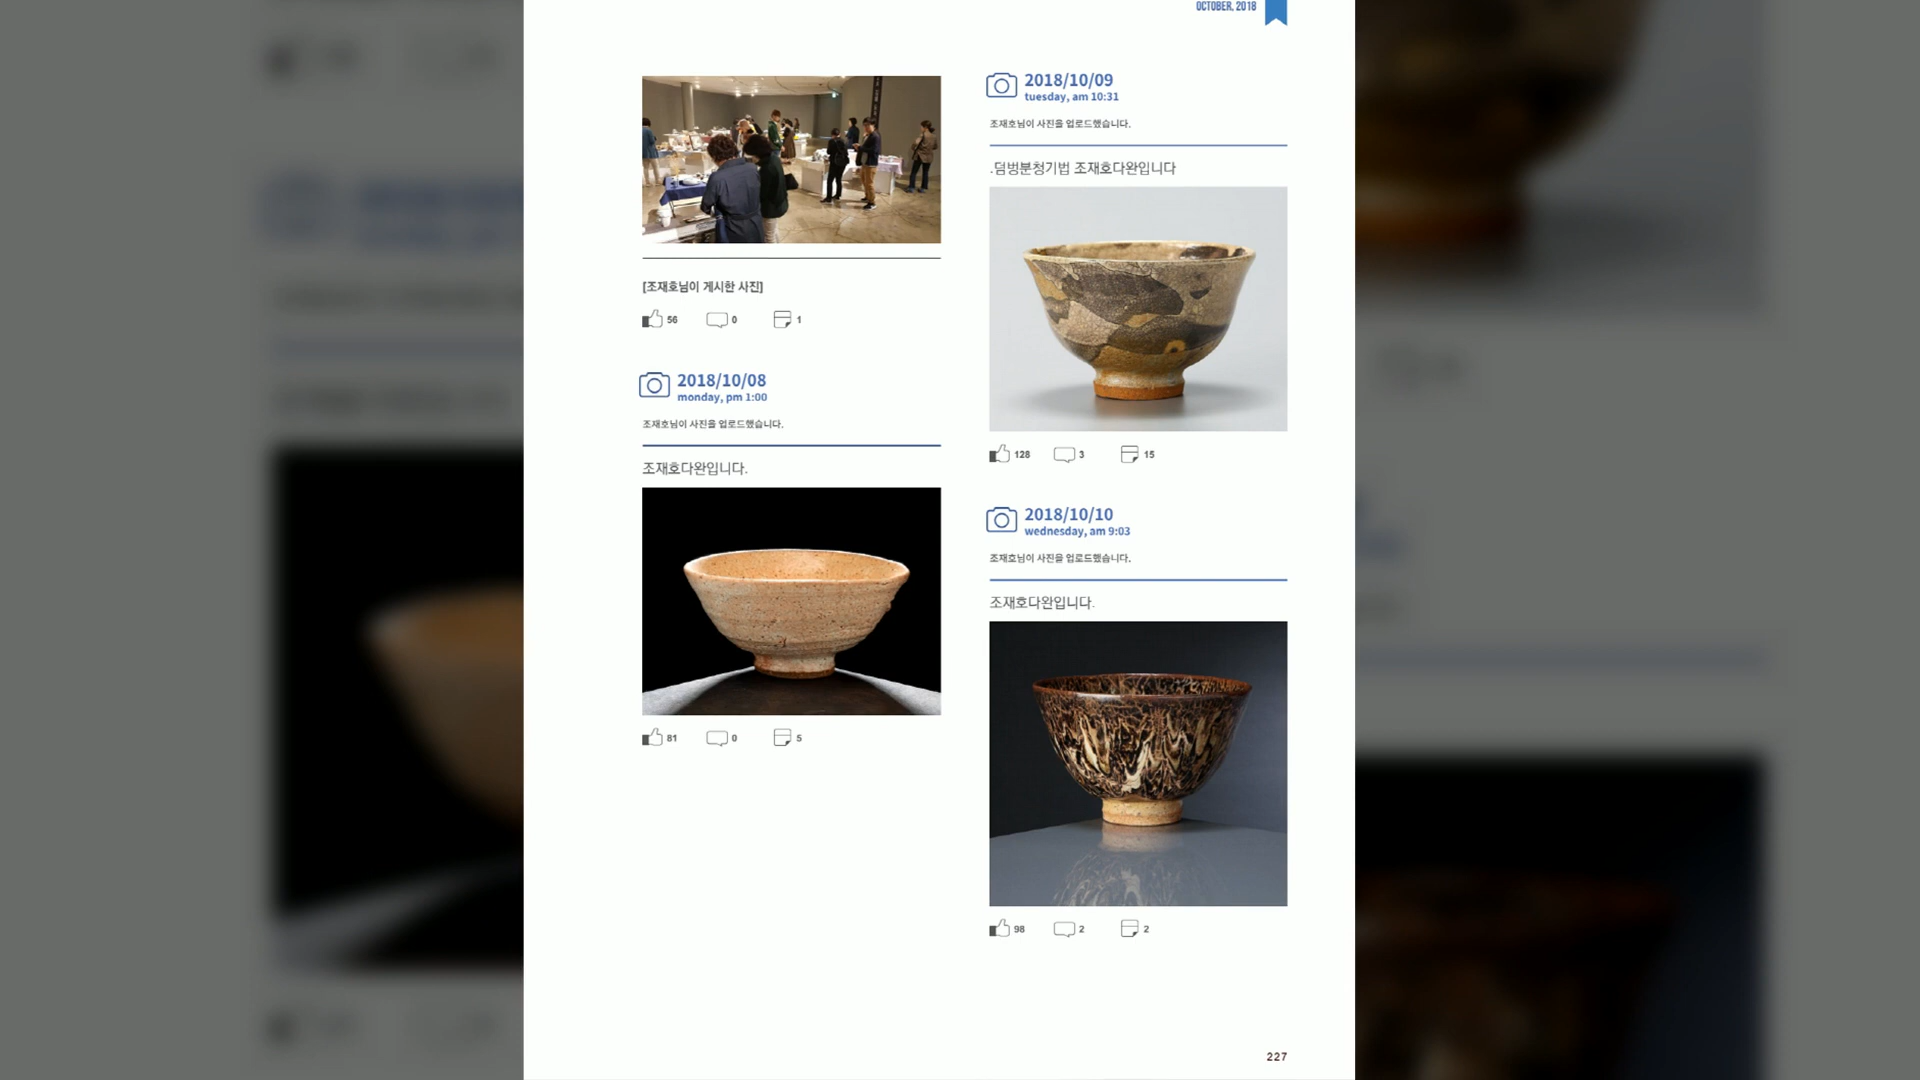 OCTOBER, 2018
[조재호님이 게시한 사진]
56 0 1
2018/10/08
monday, pm 1:00
조재호님이 사진을 업로드했습니다.
조재호다완입니다.
81 0 5
2018/10/09
tuesday, am 10:31
조재호님이 사진을 업로드했습니다.
.덤벙분청기법 조재호다완입니다
128 3 15
2018/10/10
wednesday, am 9:03
조재호님이 사진을 업로드했습니다.
조재호다완입니다.
98 2 2
227